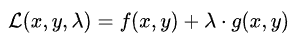 ℒ(x, y, λ) = f(x, y) + λ · g(x, y)